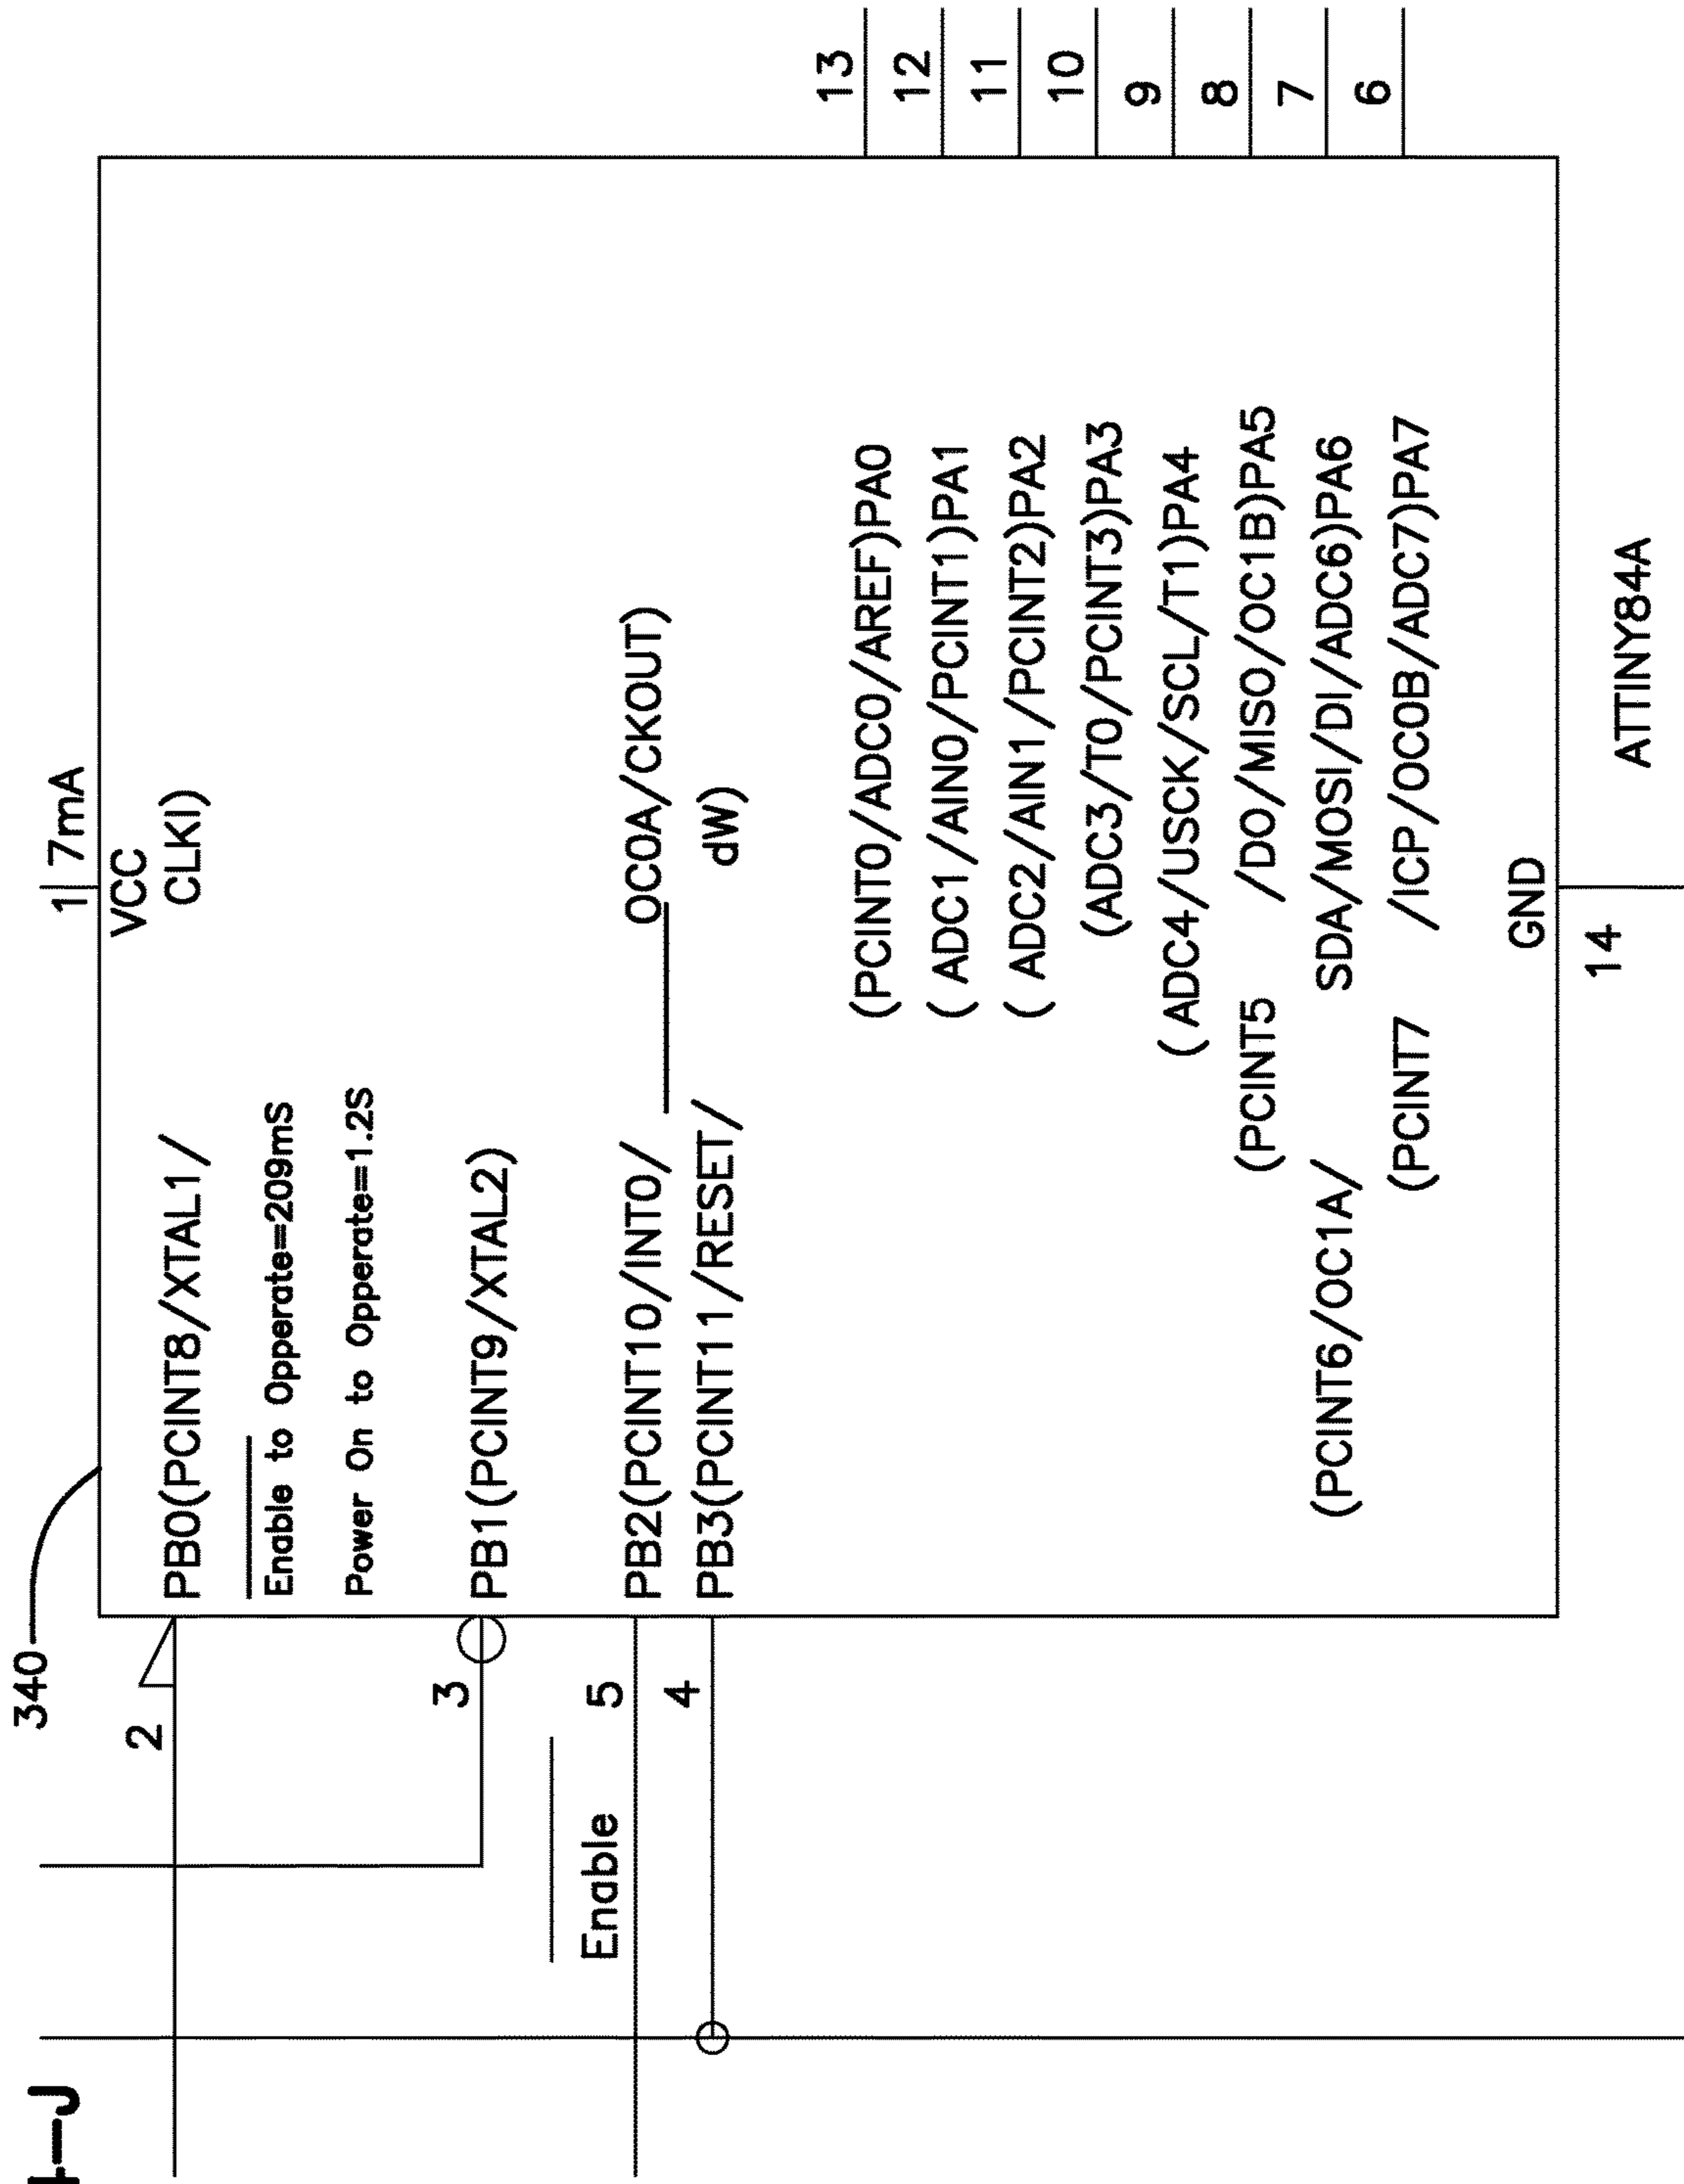 340
1 7mA
VCC
2
PB0(PCINT8/XTAL1/ CLKI)
Enable to Opperate=209mS
Power On to Opperate=1.2S
3
PB1(PCINT9/XTAL2)
Enable 5
PB2(PCINT10/INT0/ OC0A/CKOUT)
4
PB3(PCINT11/RESET/ dW)
(PCINT0/ADC0/AREF)PA0 13
( ADC1/AIN0/PCINT1)PA1 12
( ADC2/AIN1/PCINT2)PA2 11
(ADC3/T0/PCINT3)PA3 10
( ADC4/USCK/SCL/T1)PA4 9
(PCINT5 /DO/MISO/OC1B)PA5 8
(PCINT6/OC1A/ SDA/MOSI/DI/ADC6)PA6 7
(PCINT7 /ICP/OC0B/ADC7)PA7 6
GND
14
ATTINY84A